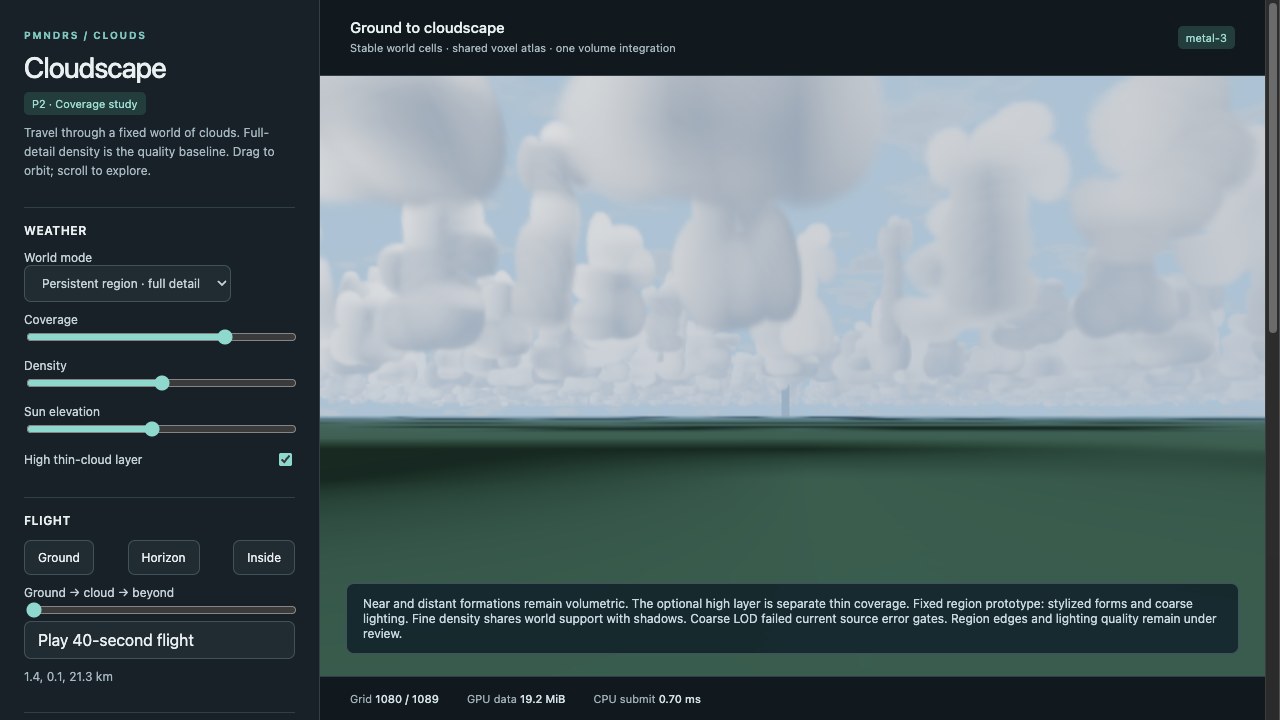 PMNDRS / CLOUDS
Cloudscape
P2 · Coverage study
Travel through a fixed world of clouds. Full-
detail density is the quality baseline. Drag to
orbit; scroll to explore.
WEATHER
World mode
Persistent region · full detail
Coverage
Density
Sun elevation
High thin-cloud layer
FLIGHT
Ground
Horizon
Inside
Ground → cloud → beyond
Play 40-second flight
1.4, 0.1, 21.3 km
Ground to cloudscape
Stable world cells · shared voxel atlas · one volume integration
metal-3
Near and distant formations remain volumetric. The optional high layer is separate thin coverage. Fixed region prototype: stylized forms and coarse
lighting. Fine density shares world support with shadows. Coarse LOD failed current source error gates. Region edges and lighting quality remain under
review.
Grid 1080 / 1089
GPU data 19.2 MiB
CPU submit 0.70 ms